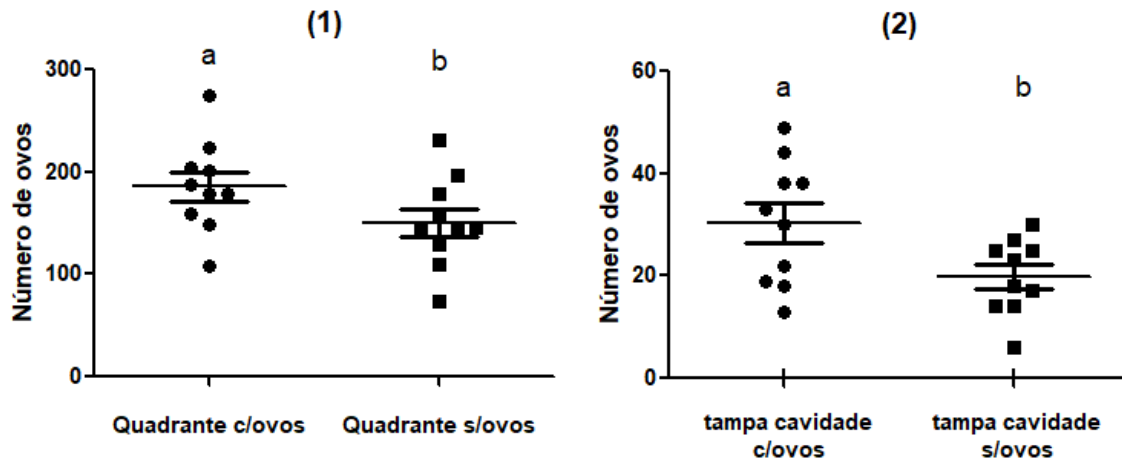 (1)
a
b
Número de ovos
300
200
100
0
Quadrante c/ovos
Quadrante s/ovos
(2)
a
b
Número de ovos
60
40
20
0
tampa cavidade
c/ovos
tampa cavidade
s/ovos